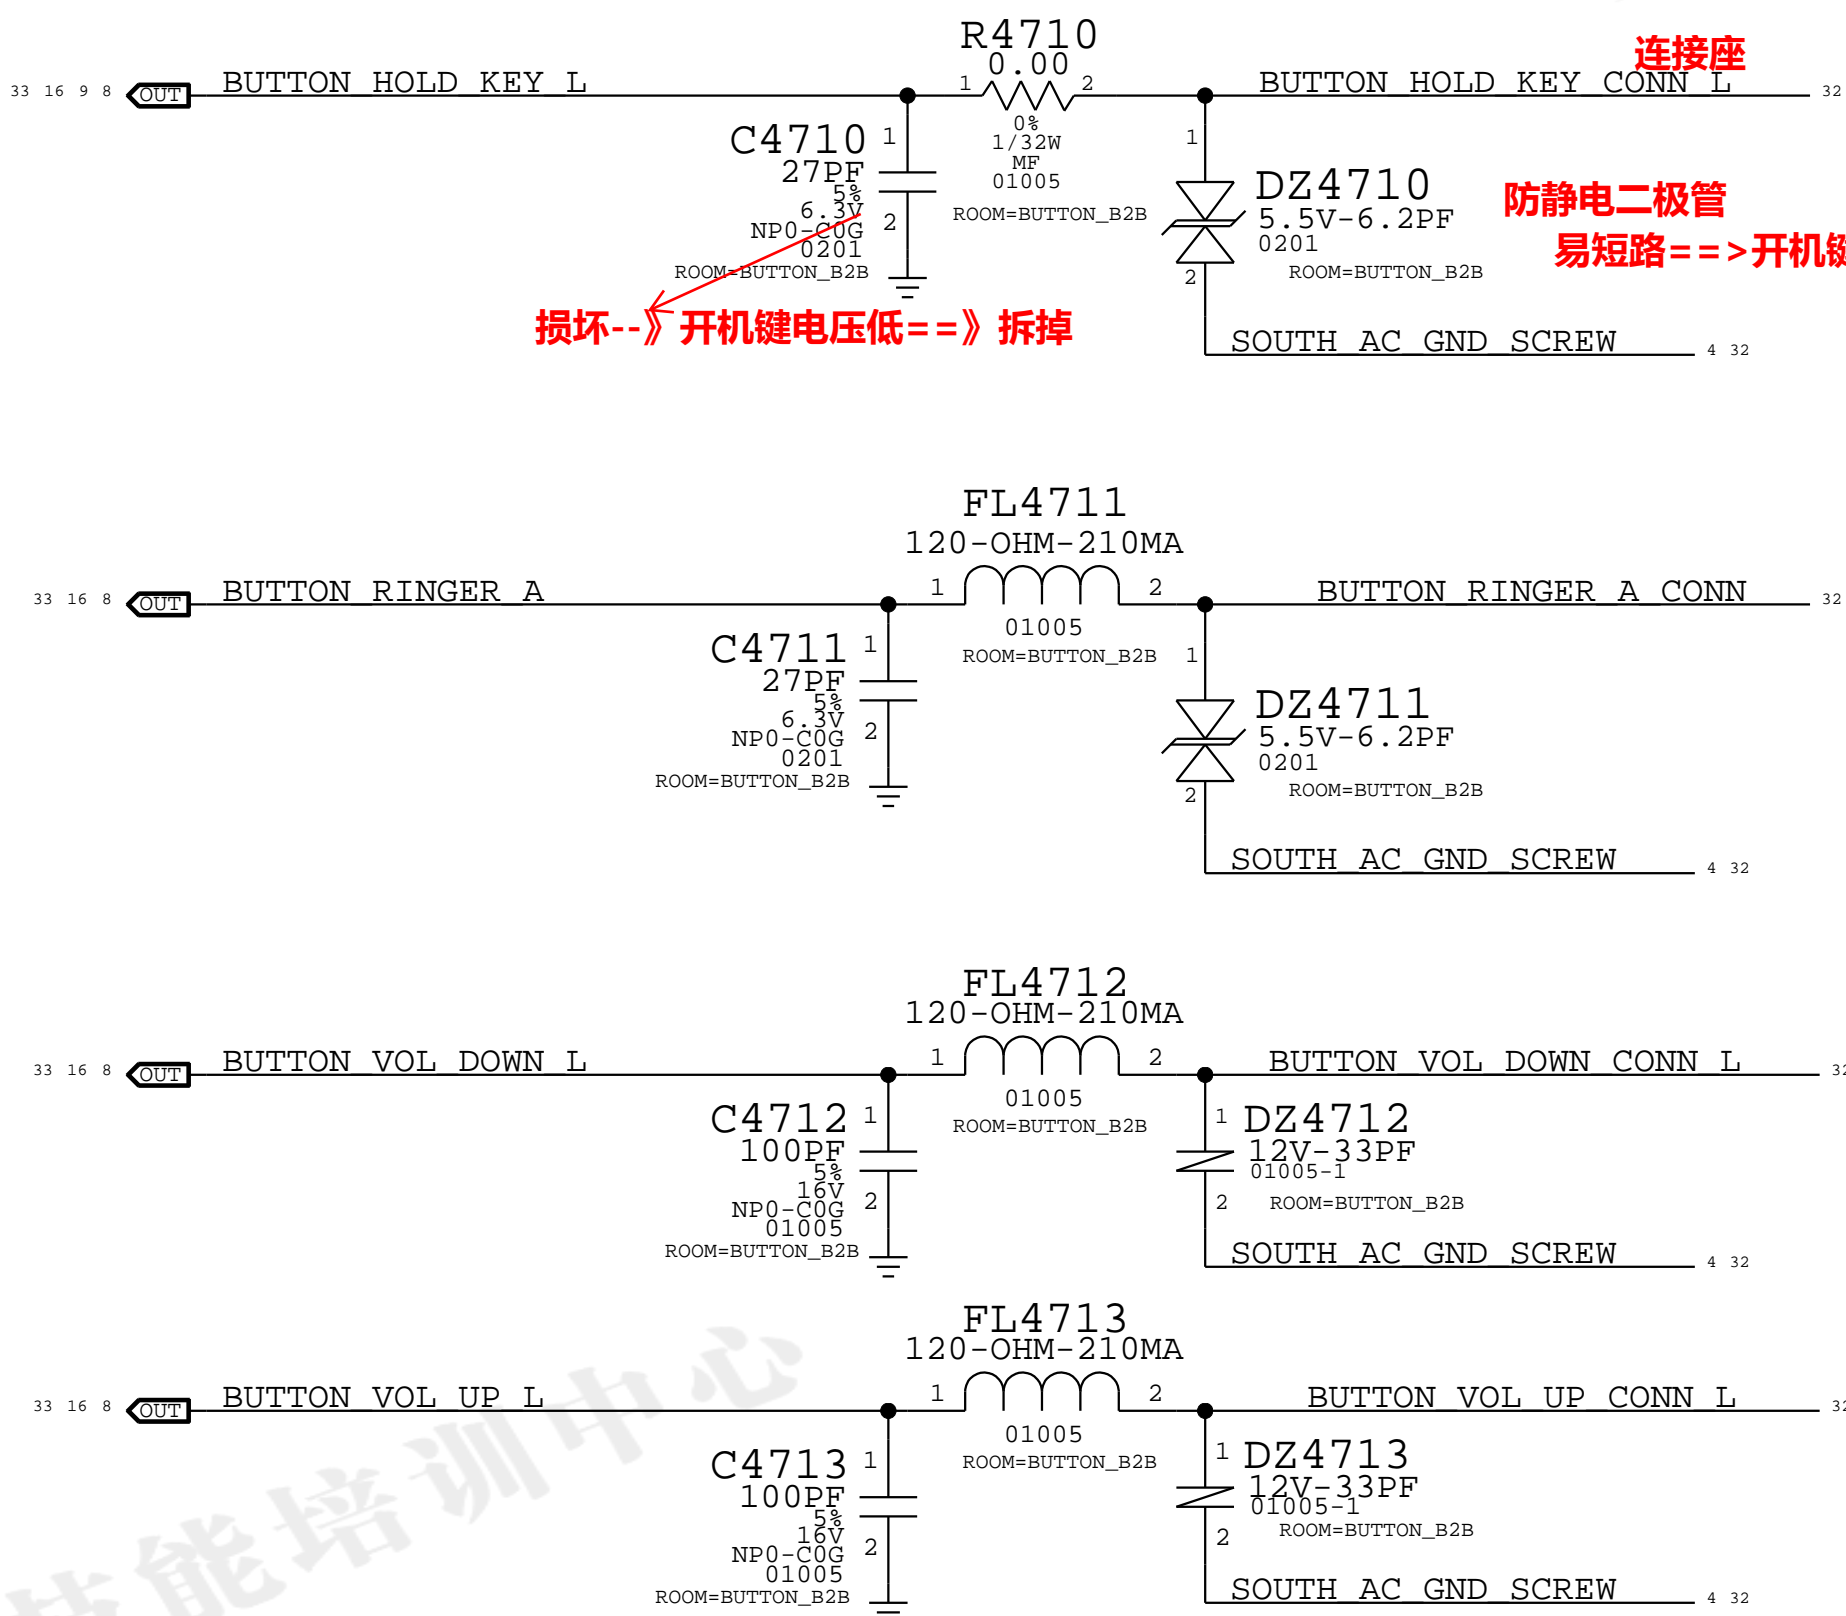 连接座
R4710
0.00
33 16 9 8 OUT BUTTON_HOLD_KEY_L 1 2 BUTTON_HOLD_KEY_CONN_L 32
0%
1/32W
MF
01005
ROOM=BUTTON_B2B
C4710 1
27PF
5%
6.3V
NP0-C0G 2
0201
ROOM=BUTTON_B2B
1
DZ4710
5.5V-6.2PF
0201
ROOM=BUTTON_B2B
2
防静电二极管
易短路==>开机键
损坏--》开机键电压低==》拆掉
SOUTH_AC_GND_SCREW 4 32
FL4711
120-OHM-210MA
33 16 8 OUT BUTTON_RINGER_A 1 2 BUTTON_RINGER_A_CONN 32
01005
ROOM=BUTTON_B2B
C4711 1
27PF
5%
6.3V
NP0-C0G 2
0201
ROOM=BUTTON_B2B
1
DZ4711
5.5V-6.2PF
0201
ROOM=BUTTON_B2B
2
SOUTH_AC_GND_SCREW 4 32
FL4712
120-OHM-210MA
33 16 8 OUT BUTTON_VOL_DOWN_L 1 2 BUTTON_VOL_DOWN_CONN_L 32
01005
ROOM=BUTTON_B2B
C4712 1
100PF
5%
16V
NP0-C0G 2
01005
ROOM=BUTTON_B2B
1 DZ4712
12V-33PF
01005-1
2 ROOM=BUTTON_B2B
SOUTH_AC_GND_SCREW 4 32
FL4713
120-OHM-210MA
33 16 8 OUT BUTTON_VOL_UP_L 1 2 BUTTON_VOL_UP_CONN_L 32
01005
ROOM=BUTTON_B2B
C4713 1
100PF
5%
16V
NP0-C0G 2
01005
ROOM=BUTTON_B2B
1 DZ4713
12V-33PF
01005-1
ROOM=BUTTON_B2B
2
SOUTH_AC_GND_SCREW 4 32
技能培训中心